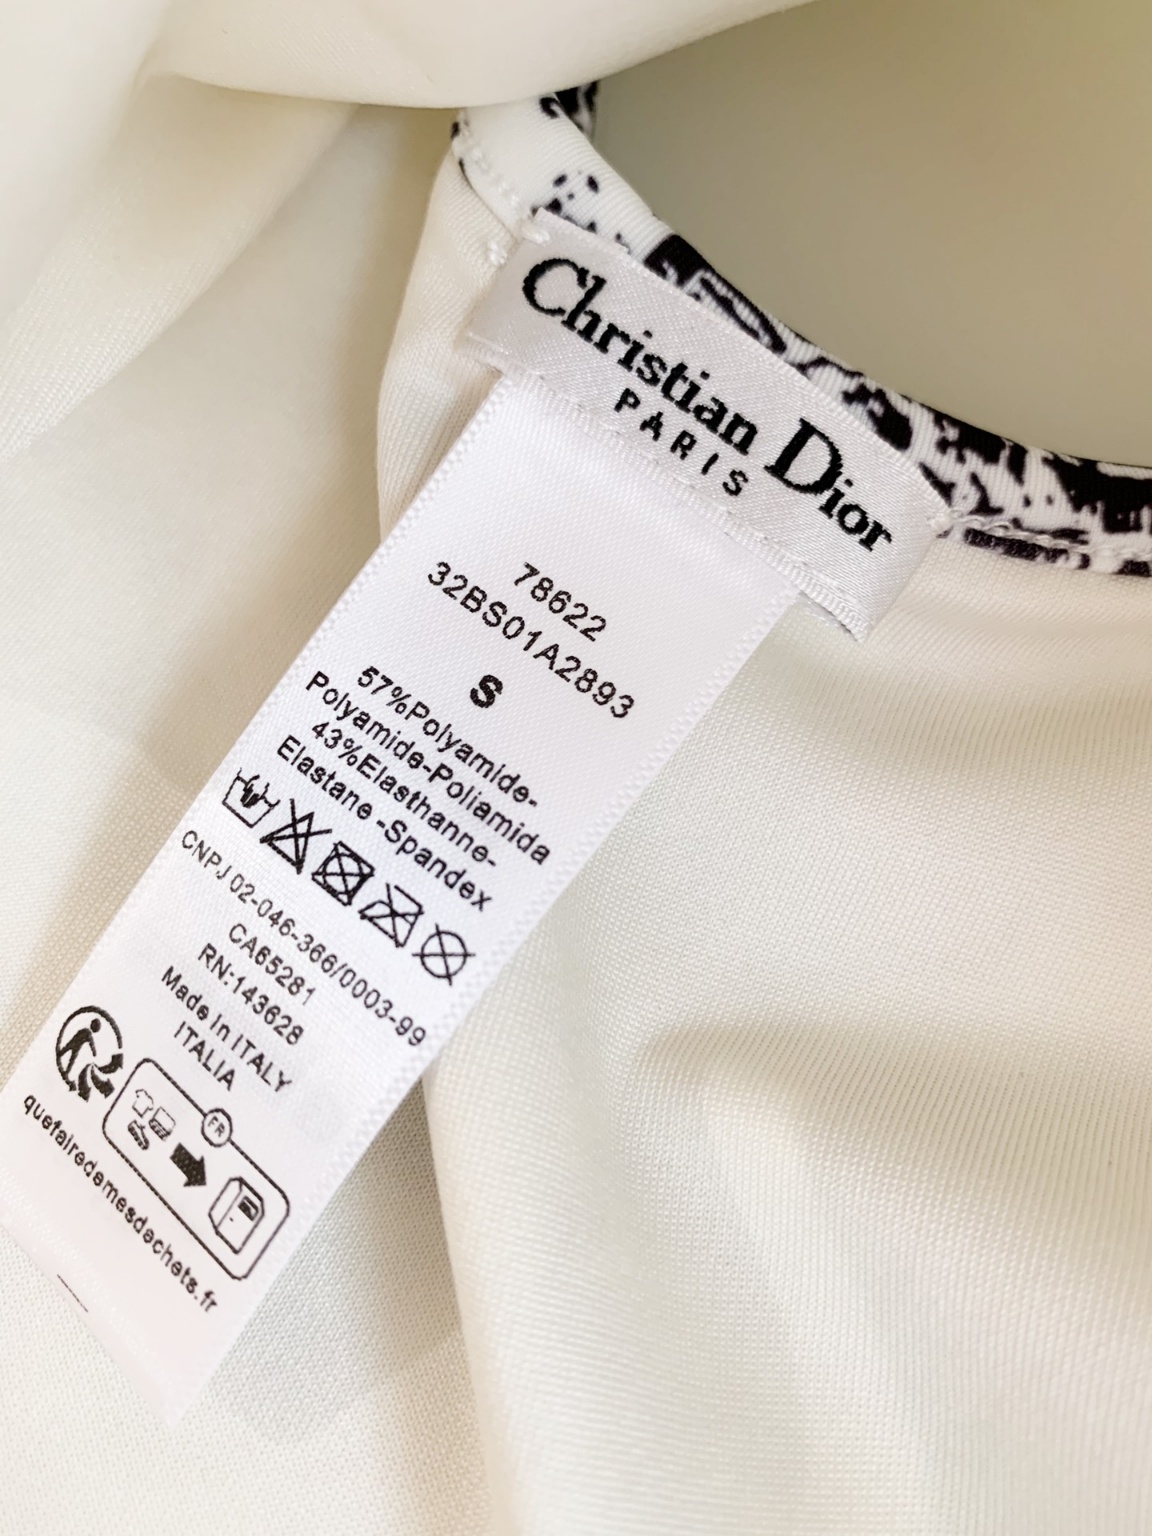 Christian Dior
PARIS
78622
32BS01A2893
S
57%Polyamide-
Polyamide-Poliamida
43%Elasthanne-
Elastane -Spandex
CNPJ 02-046-366/0003-99
CA65281
RN:143628
Made in ITALY
ITALIA
FR
quefairedemesdechets.fr